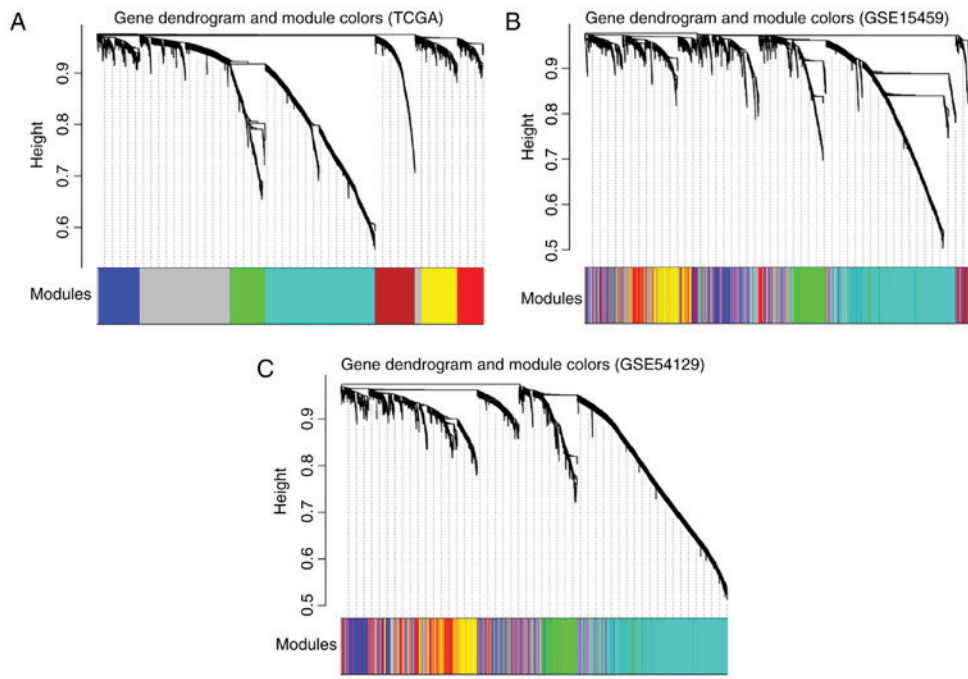 A
Gene dendrogram and module colors (TCGA)
Height
0.9
0.8
0.7
0.6
Modules
B
Gene dendrogram and module colors (GSE15459)
Height
0.9
0.8
0.7
0.6
0.5
Modules
C
Gene dendrogram and module colors (GSE54129)
Height
0.9
0.8
0.7
0.6
0.5
Modules